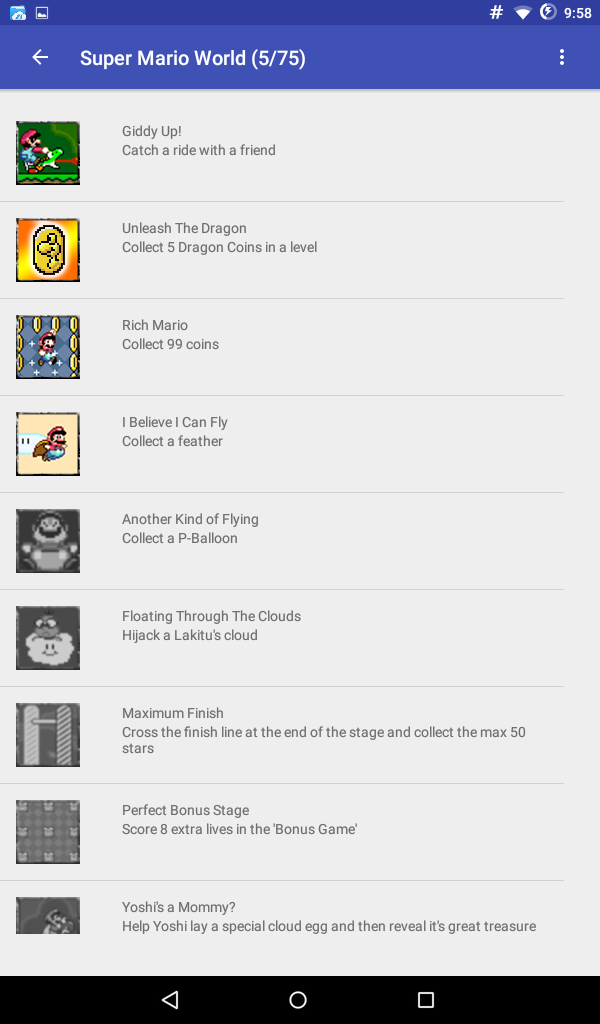 # 9:58
Super Mario World (5/75)
Giddy Up!
Catch a ride with a friend
Unleash The Dragon
Collect 5 Dragon Coins in a level
Rich Mario
Collect 99 coins
I Believe I Can Fly
Collect a feather
Another Kind of Flying
Collect a P-Balloon
Floating Through The Clouds
Hijack a Lakitu's cloud
Maximum Finish
Cross the finish line at the end of the stage and collect the max 50
stars
Perfect Bonus Stage
Score 8 extra lives in the 'Bonus Game'
Yoshi's a Mommy?
Help Yoshi lay a special cloud egg and then reveal it's great treasure